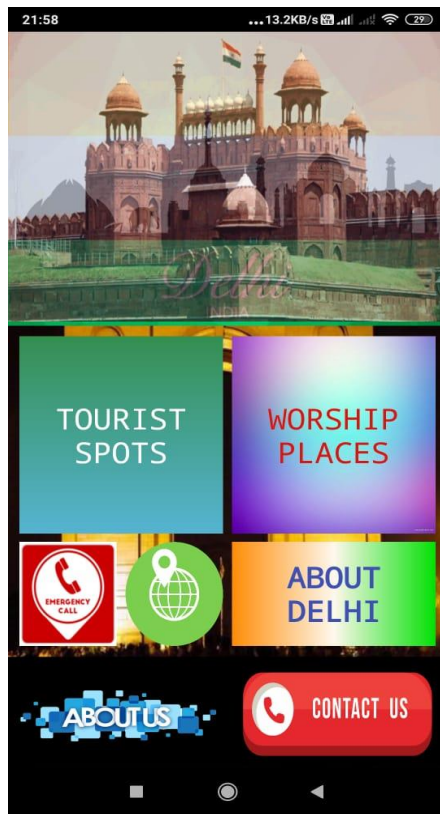 21:58
...13.2KB/s
29
Delhi
INDIA
TOURIST
SPOTS
WORSHIP
PLACES
EMERGENCY
CALL
ABOUT
DELHI
ABOUT US
CONTACT US